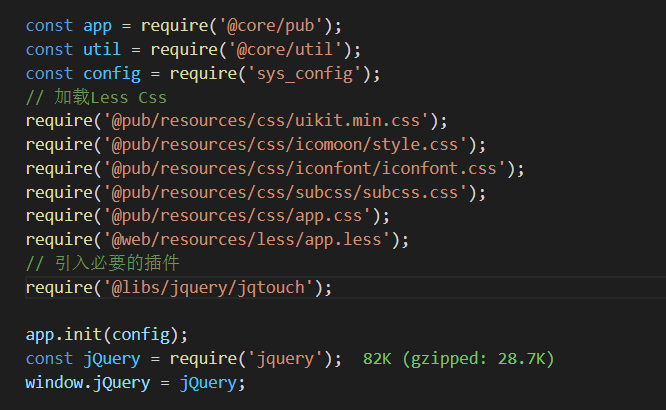 const app = require('@core/pub');
const util = require('@core/util');
const config = require('sys_config');
// 加载Less Css
require('@pub/resources/css/uikit.min.css');
require('@pub/resources/css/icomoon/style.css');
require('@pub/resources/css/iconfont/iconfont.css');
require('@pub/resources/css/subcss/subcss.css');
require('@pub/resources/css/app.css');
require('@web/resources/less/app.less');
// 引入必要的插件
require('@libs/jquery/jqtouch');
app.init(config);
const jQuery = require('jquery');  82K (gzipped: 28.7K)
window.jQuery = jQuery;